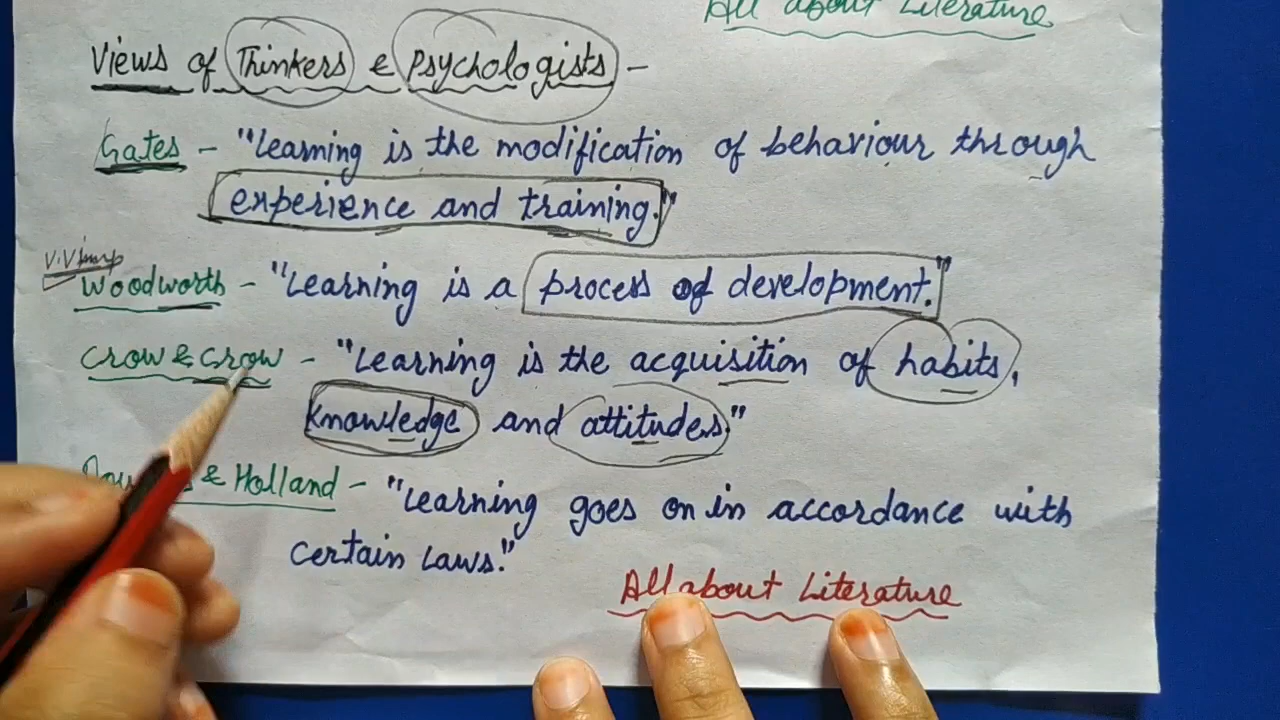 All about Literature
Views of Thinkers & Psychologists -
Gates - "Learning is the modification of behaviour through
experience and training."
V.V.Imp
Woodworth - "Learning is a process of development."
Crow & Crow - "Learning is the acquisition of habits,
knowledge and attitudes."
& Holland - "Learning goes on in accordance with
certain Laws."
All about Literature